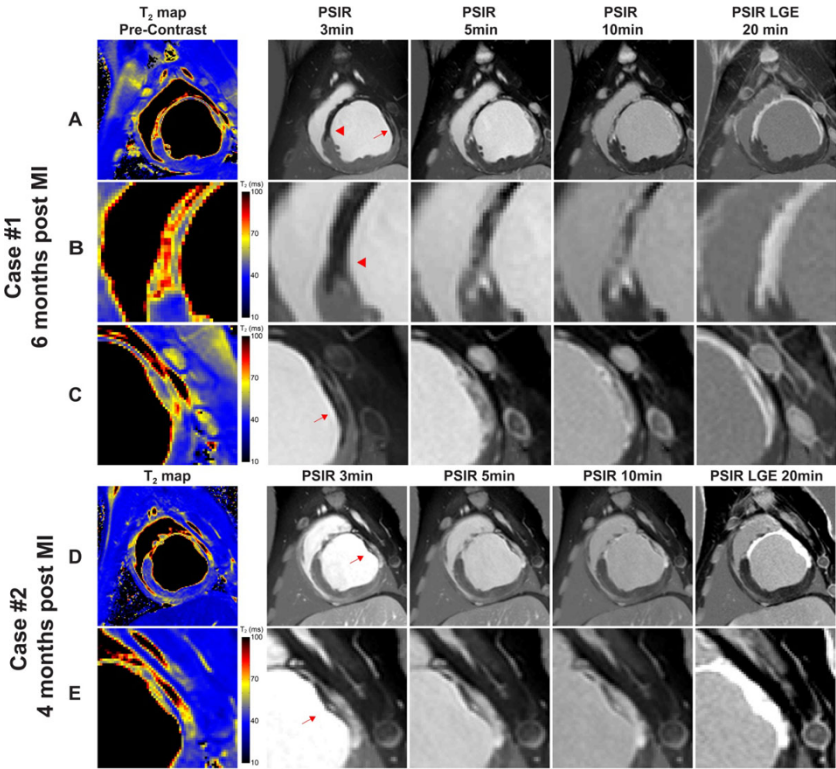 T₂ map
Pre-Contrast
PSIR
3min
PSIR
5min
PSIR
10min
PSIR LGE
20 min
Case #1
6 months post MI
A
B
T₂ (ms)
100
70
40
10
C
T₂ (ms)
100
70
40
10
T₂ map
PSIR 3min
PSIR 5min
PSIR 10min
PSIR LGE 20min
Case #2
4 months post MI
D
E
T₂ (ms)
100
70
40
10